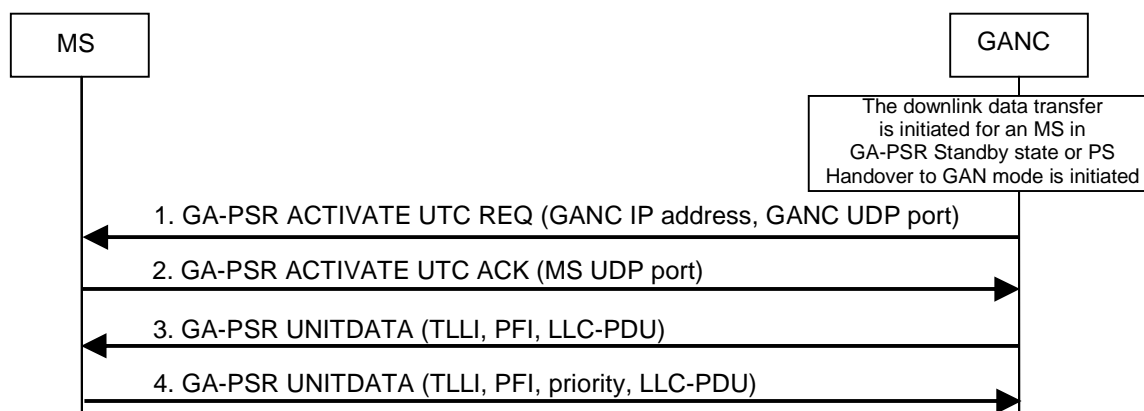 MS
GANC
The downlink data transfer
is initiated for an MS in
GA-PSR Standby state or PS
Handover to GAN mode is initiated
1. GA-PSR ACTIVATE UTC REQ (GANC IP address, GANC UDP port)
2. GA-PSR ACTIVATE UTC ACK (MS UDP port)
3. GA-PSR UNITDATA (TLLI, PFI, LLC-PDU)
4. GA-PSR UNITDATA (TLLI, PFI, priority, LLC-PDU)